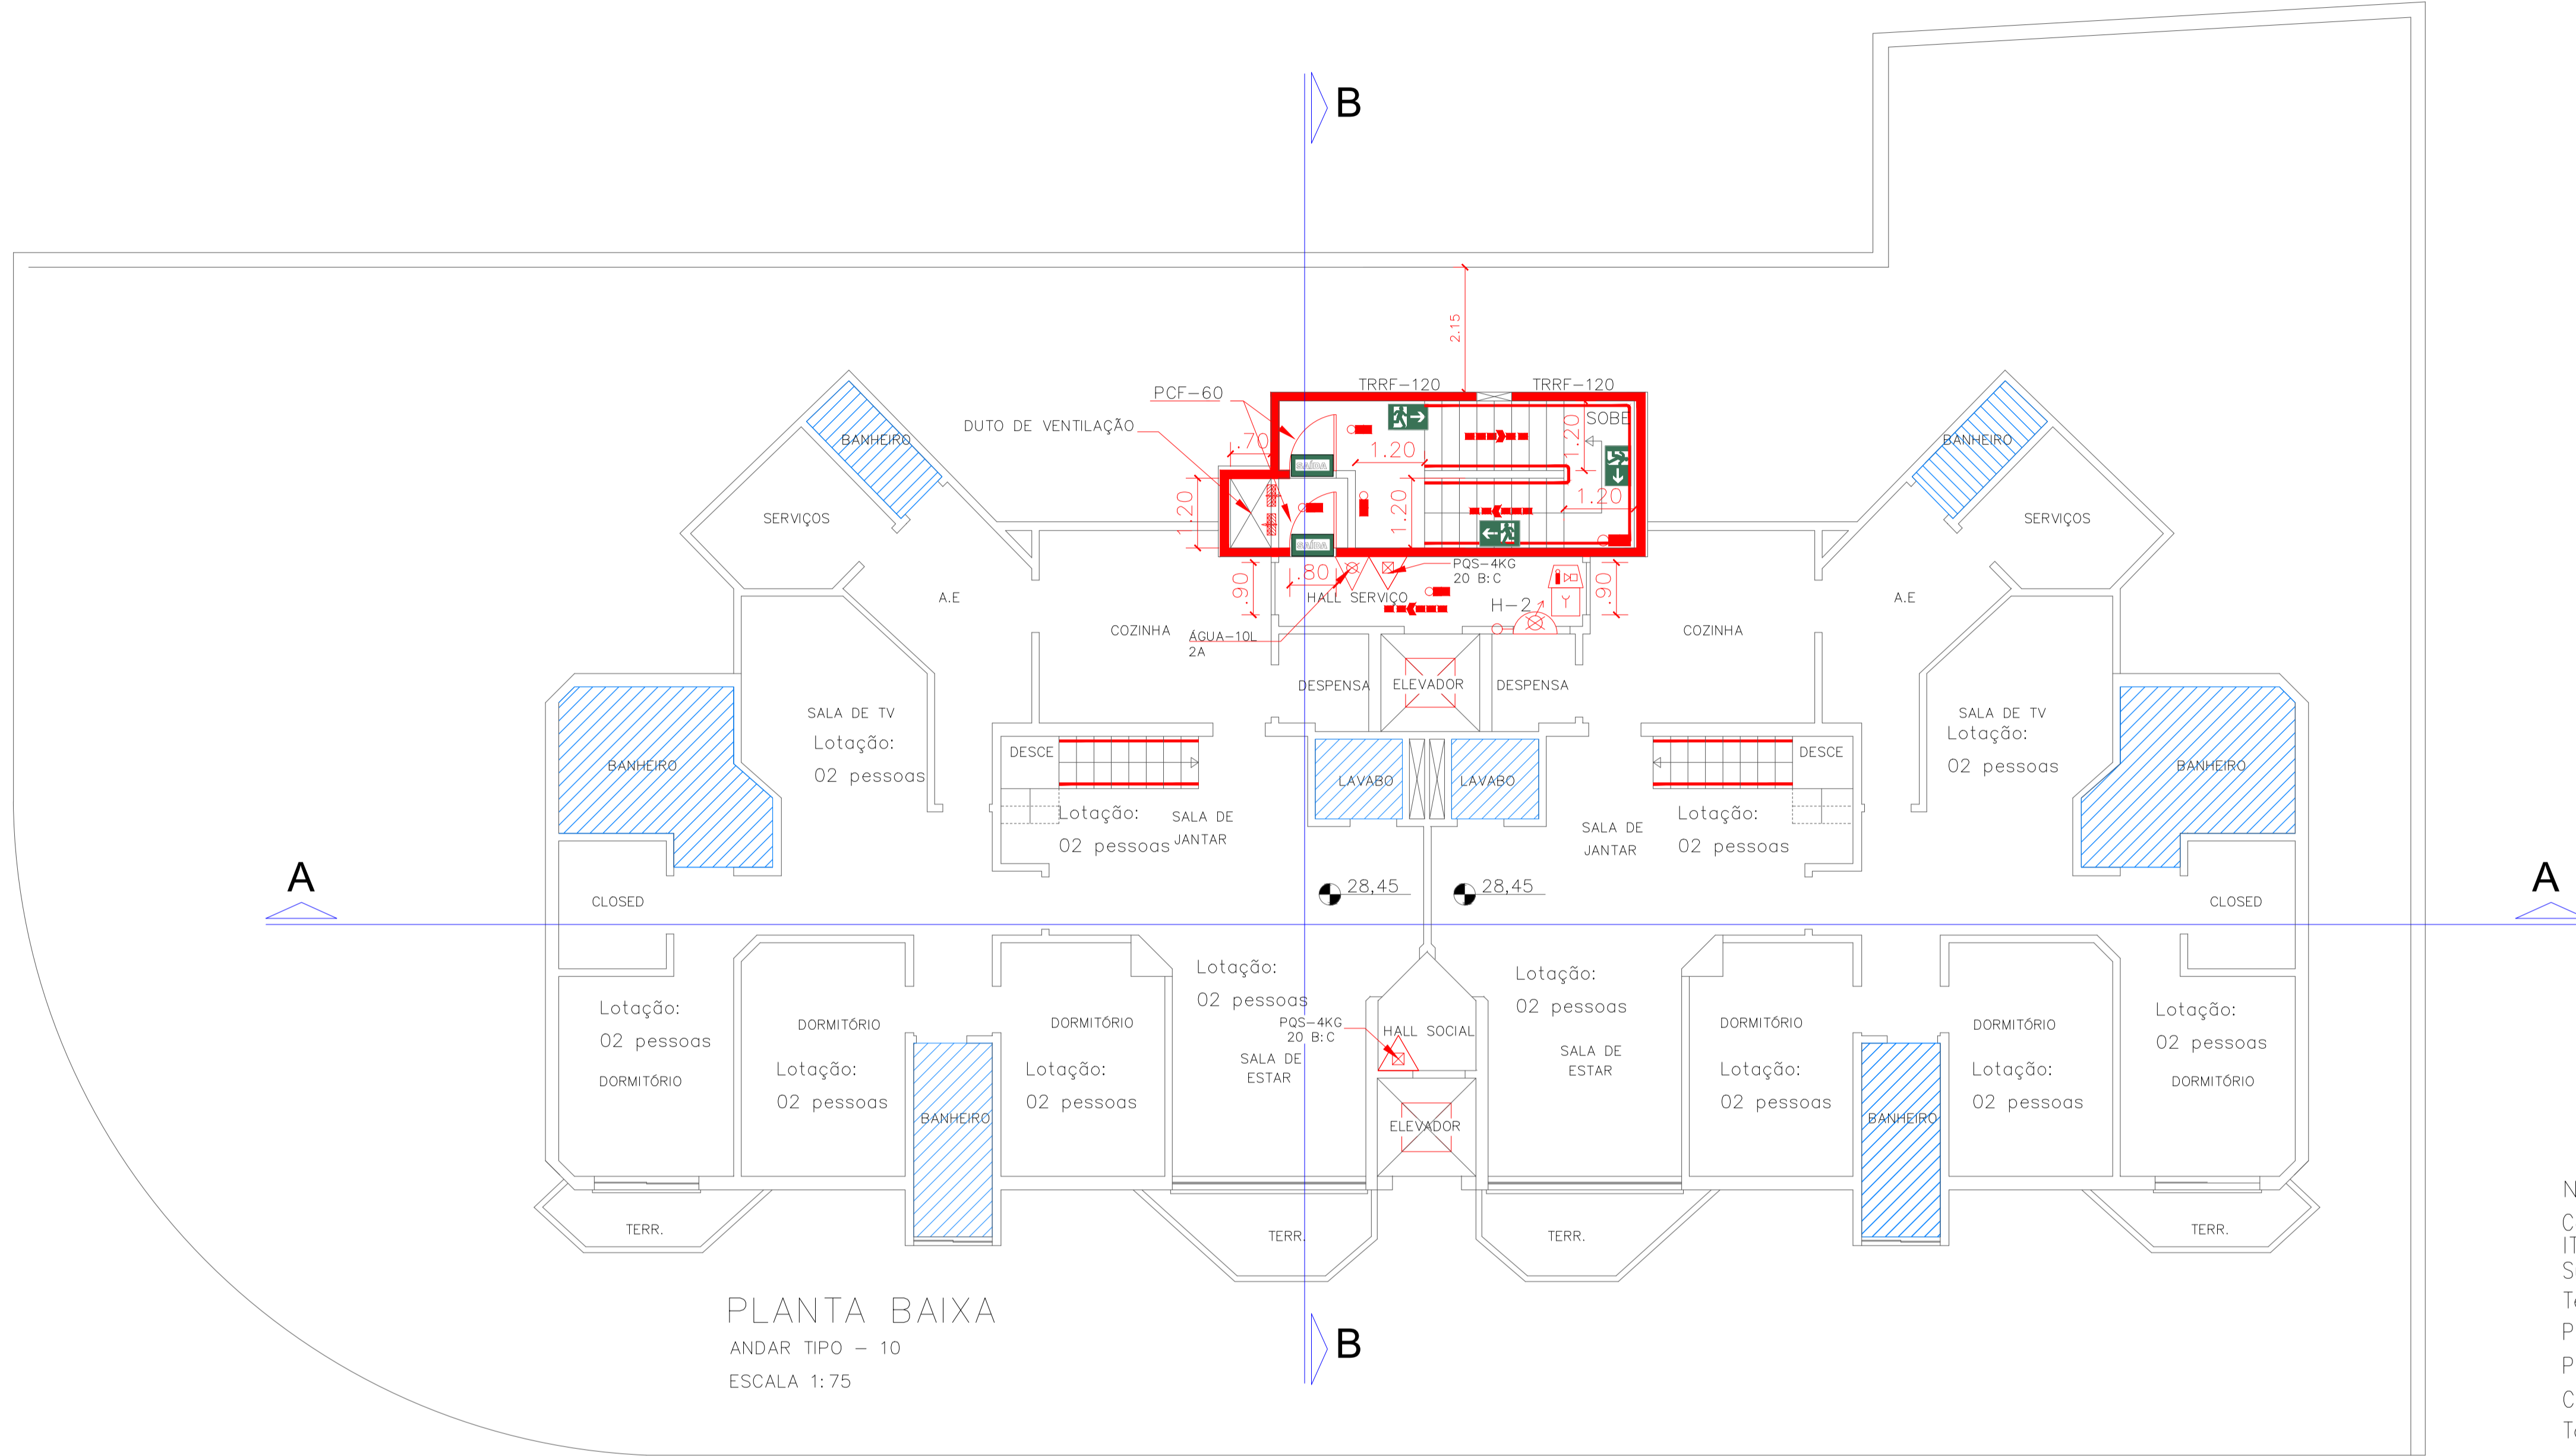 B
2.15
PCF-60
TRRF-120
TRRF-120
DUTO DE VENTILAÇÃO
.70
SOBE
1.20
1.20
BANHEIRO
BANHEIRO
SAÍDA
1.20
1.20
1.20
SERVIÇOS
SERVIÇOS
SAÍDA
PQS-4KG
20 B:C
.90
.80
.90
HALL SERVIÇO
H-2
A.E
A.E
COZINHA
COZINHA
ÁGUA-10L
2A
DESPENSA
ELEVADOR
DESPENSA
SALA DE TV
Lotação:
02 pessoas
SALA DE TV
Lotação:
02 pessoas
DESCE
DESCE
BANHEIRO
BANHEIRO
LAVABO
LAVABO
Lotação:
02 pessoas
SALA DE
JANTAR
SALA DE
JANTAR
Lotação:
02 pessoas
A
A
28,45
28,45
CLOSED
CLOSED
Lotação:
02 pessoas
DORMITÓRIO
DORMITÓRIO
Lotação:
02 pessoas
DORMITÓRIO
Lotação:
02 pessoas
Lotação:
02 pessoas
SALA DE
ESTAR
PQS-4KG
20 B:C
HALL SOCIAL
Lotação:
02 pessoas
SALA DE
ESTAR
DORMITÓRIO
Lotação:
02 pessoas
DORMITÓRIO
Lotação:
02 pessoas
Lotação:
02 pessoas
DORMITÓRIO
BANHEIRO
ELEVADOR
BANHEIRO
TERR.
TERR.
TERR.
TERR.
PLANTA BAIXA
ANDAR TIPO - 10
ESCALA 1:75
B